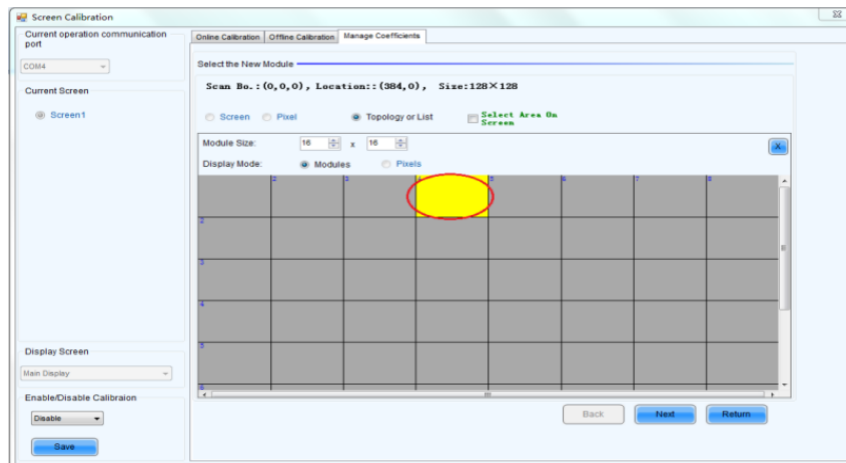 Screen Calibration
Current operation communication
port
COM4
Current Screen
Screen1
Display Screen
Main Display
Enable/Disable Calibraion
Disable
Save
Online Calibration Offline Calibration Manage Coefficients
Select the New Module
Scan Bo.:(0,0,0), Location::(384,0), Size:128×128
Screen Pixel Topology or List Select Area On
Screen
Module Size: 16 x 16
X
Display Mode: Modules Pixels
2 3 4 5 6 7 8
2
3
4
5
6
Back Next Return